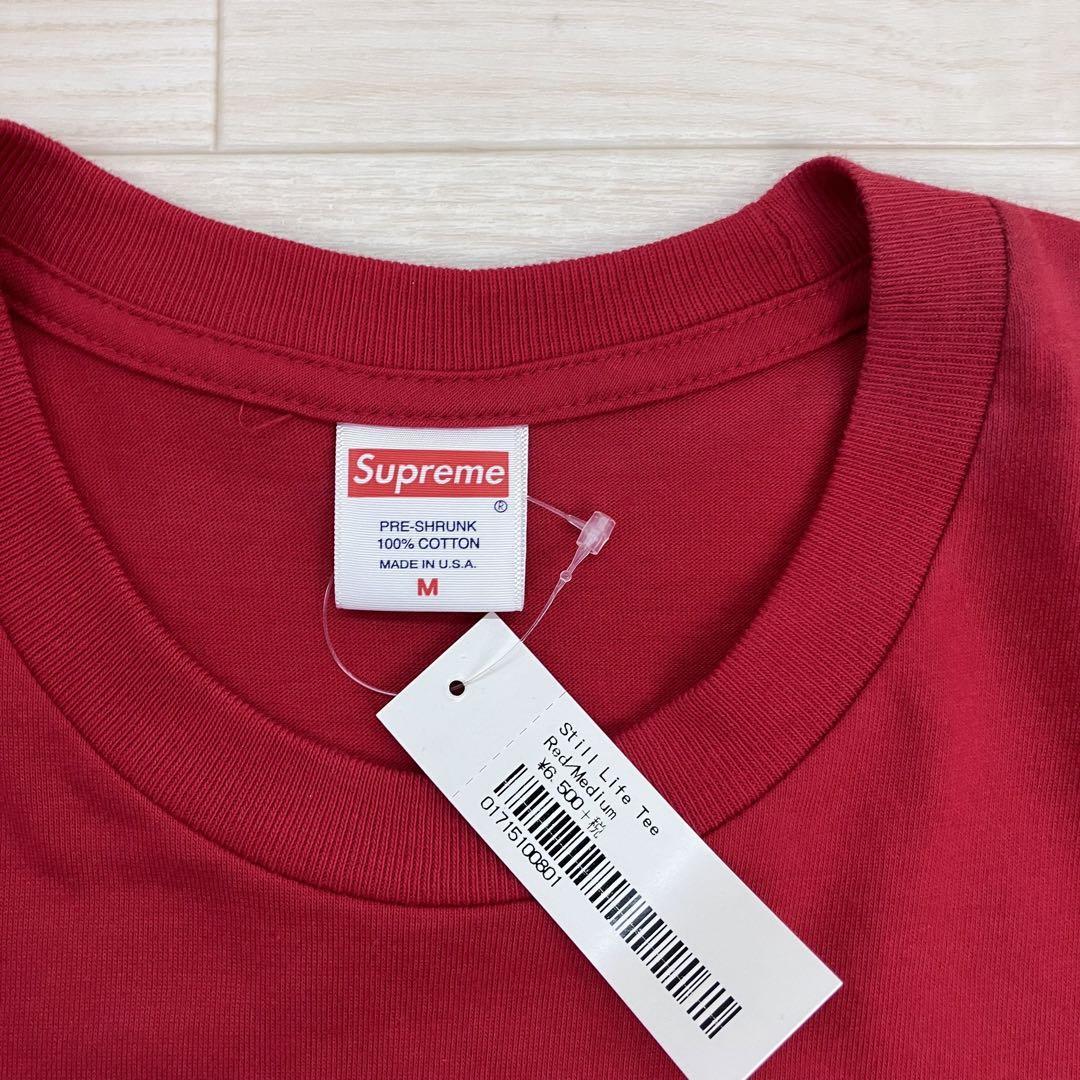 Supreme
®
PRE-SHRUNK
100% COTTON
MADE IN U.S.A.
M
Still Life Tee
Red/Medium
¥6,500+税
01715100801